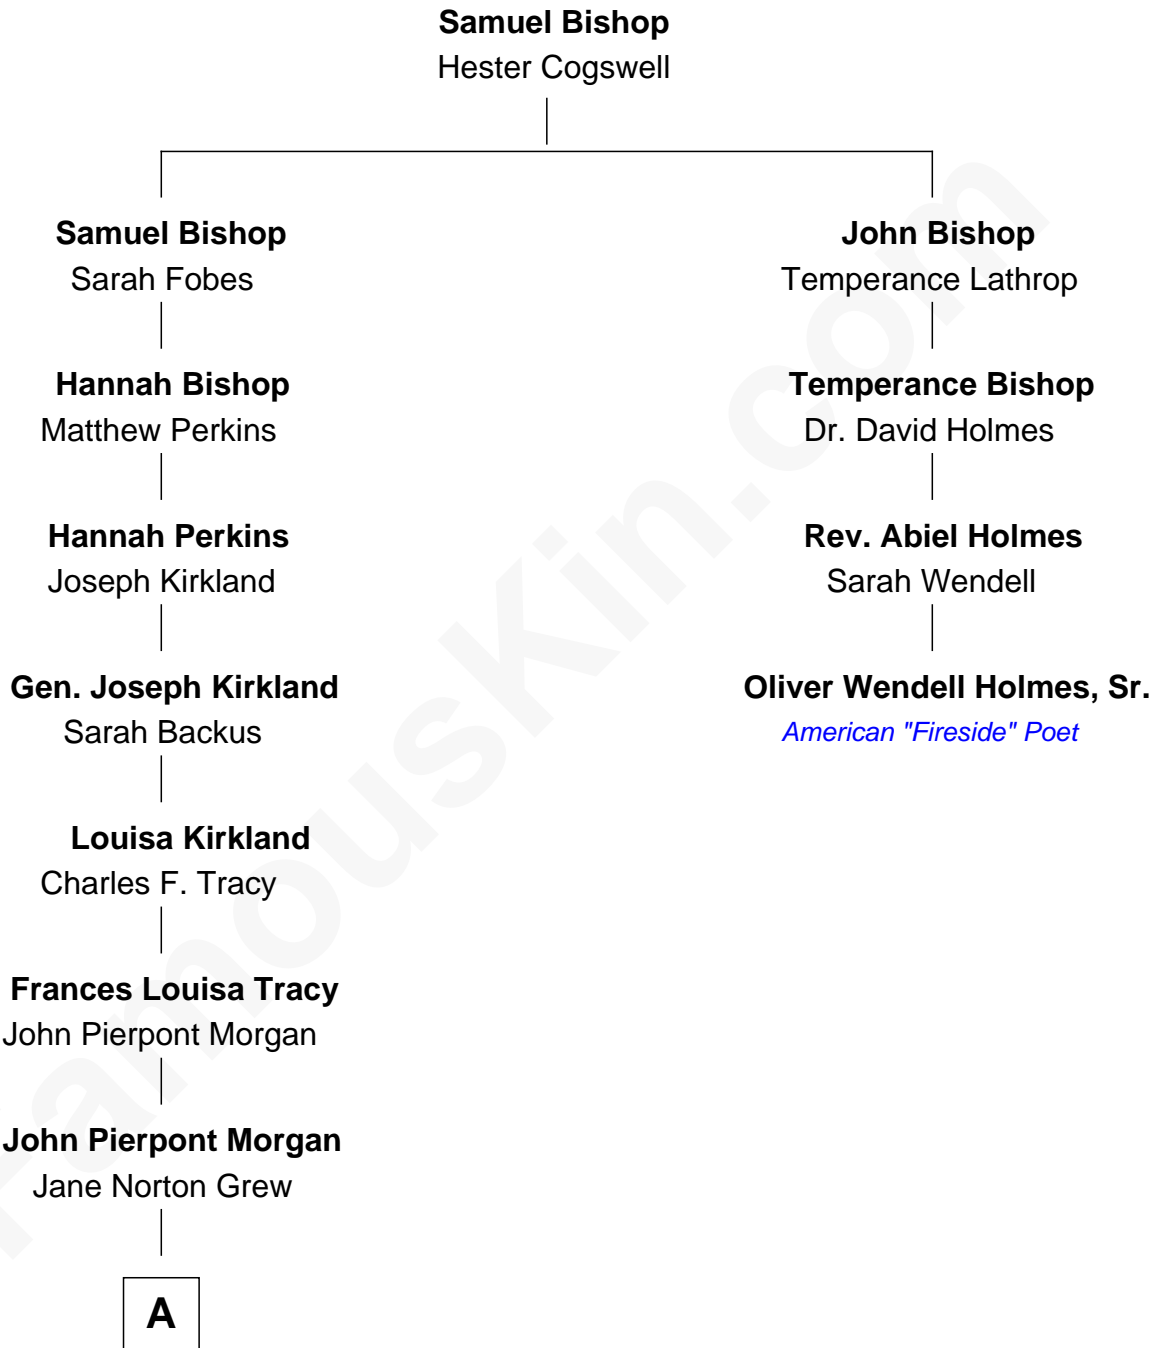 Samuel Bishop
Hester Cogswell
Samuel Bishop
Sarah Fobes
Hannah Bishop
Matthew Perkins
Hannah Perkins
Joseph Kirkland
Gen. Joseph Kirkland
Sarah Backus
Louisa Kirkland
Charles F. Tracy
Frances Louisa Tracy
John Pierpont Morgan
John Pierpont Morgan
Jane Norton Grew
A
John Bishop
Temperance Lathrop
Temperance Bishop
Dr. David Holmes
Rev. Abiel Holmes
Sarah Wendell
Oliver Wendell Holmes, Sr.
American "Fireside" Poet
FamousKin.com